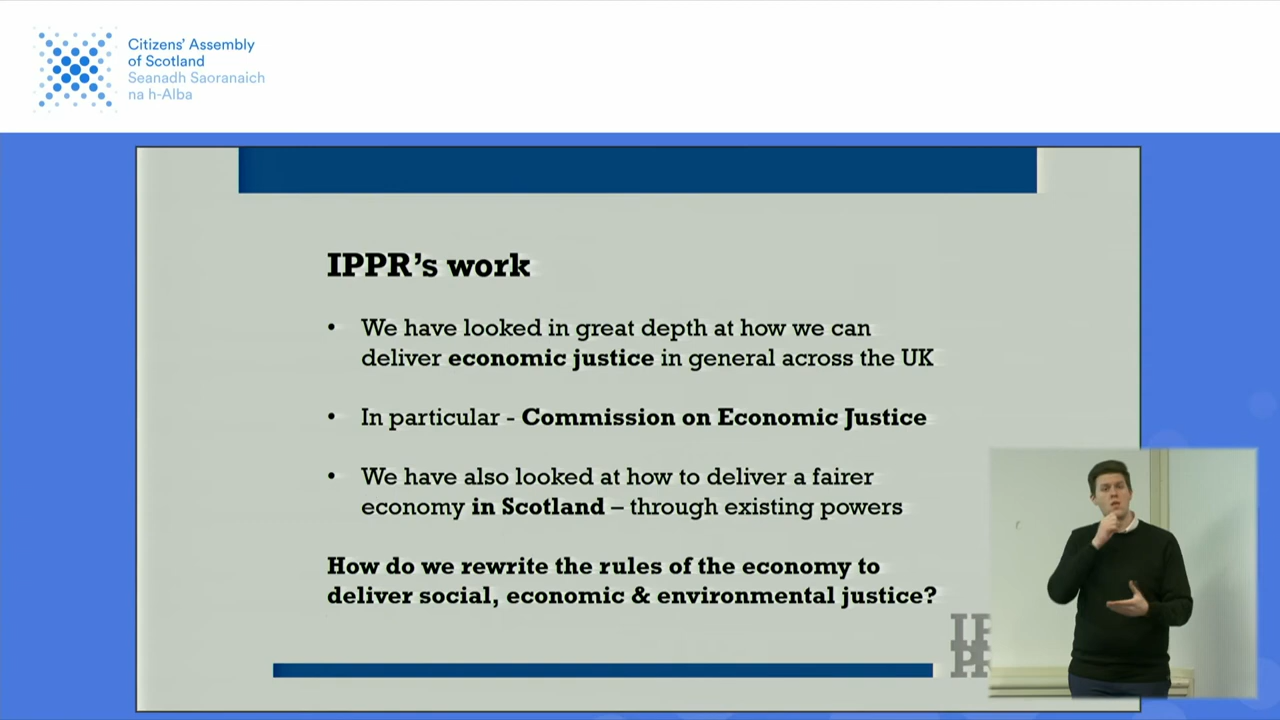 Citizens' Assembly
of Scotland
Seanadh Saoranaich
na h-Alba
IPPR's work
• We have looked in great depth at how we can
deliver economic justice in general across the UK
• In particular - Commission on Economic Justice
• We have also looked at how to deliver a fairer
economy in Scotland – through existing powers
How do we rewrite the rules of the economy to
deliver social, economic & environmental justice?